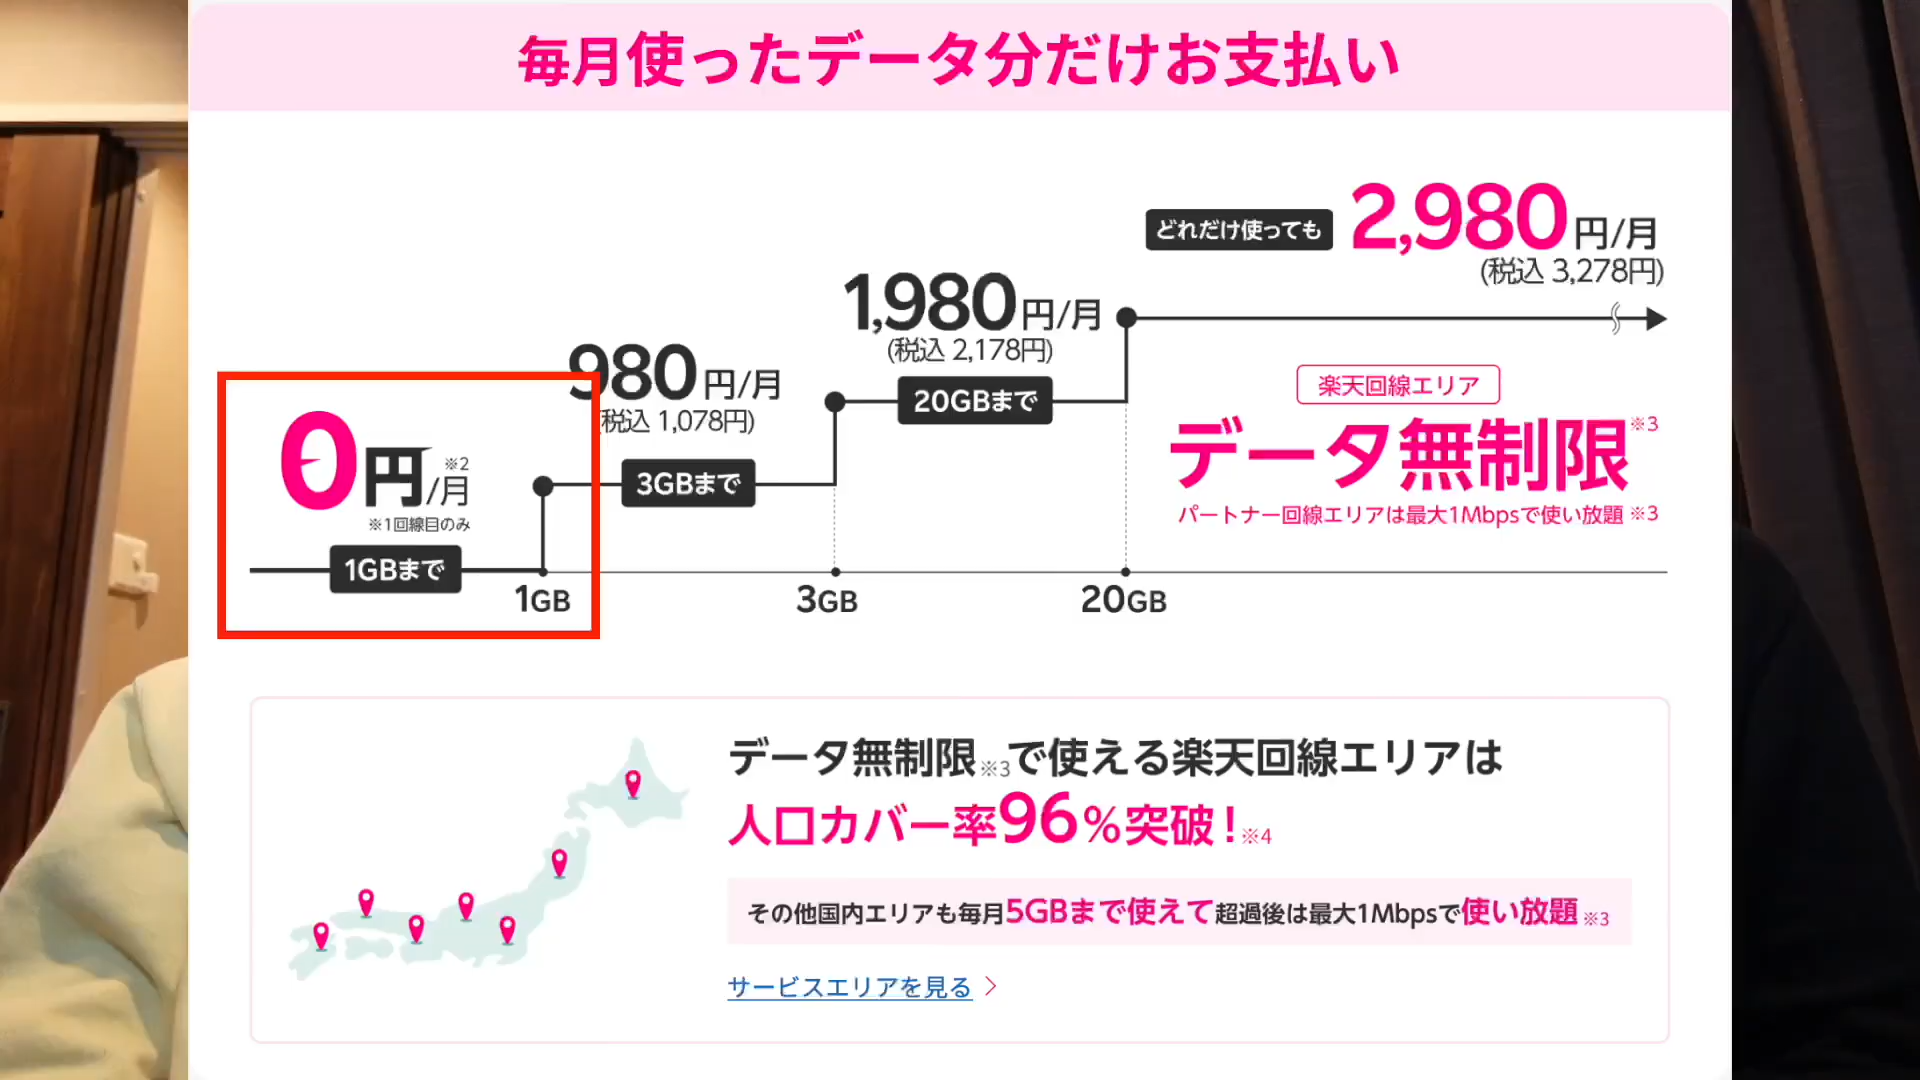 毎月使ったデータ分だけお支払い
どれだけ使っても 2,980円/月
(税込 3,278円)
1,980円/月
(税込 2,178円)
20GBまで
980円/月
税込 1,078円)
3GBまで
0円/月 ※2
※1回線目のみ
1GBまで
楽天回線エリア
データ無制限※3
パートナー回線エリアは最大1Mbpsで使い放題 ※3
1GB 3GB 20GB
データ無制限※3で使える楽天回線エリアは
人口カバー率96%突破!※4
その他国内エリアも毎月5GBまで使えて超過後は最大1Mbpsで使い放題 ※3
サービスエリアを見る